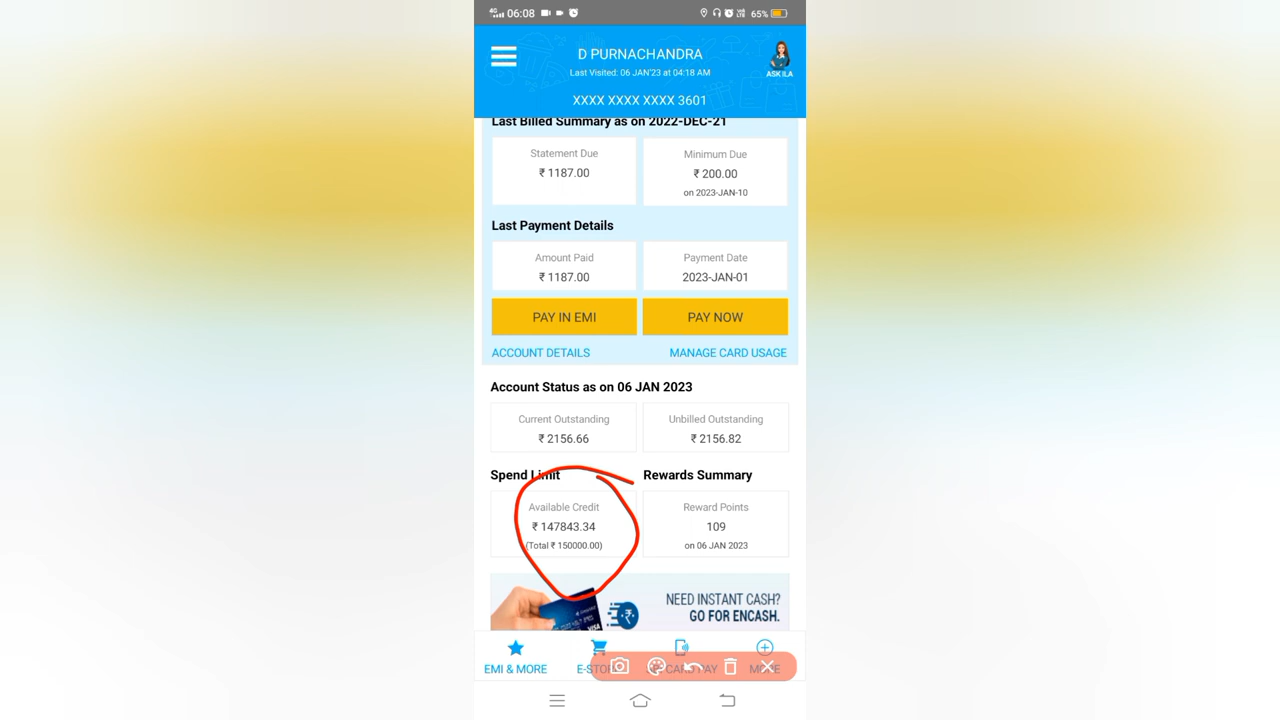 4G 06:08 65%
D PURNACHANDRA
Last Visited: 06 JAN'23 at 04:18 AM
ASK ILA
XXXX XXXX XXXX 3601
Last Billed Summary as on 2022-DEC-21
Statement Due Minimum Due
₹ 1187.00 ₹ 200.00
on 2023-JAN-10
Last Payment Details
Amount Paid Payment Date
₹ 1187.00 2023-JAN-01
PAY IN EMI PAY NOW
ACCOUNT DETAILS MANAGE CARD USAGE
Account Status as on 06 JAN 2023
Current Outstanding Unbilled Outstanding
₹ 2156.66 ₹ 2156.82
Spend Limit Rewards Summary
Available Credit Reward Points
₹ 147843.34 109
(Total ₹ 150000.00) on 06 JAN 2023
NEED INSTANT CASH?
GO FOR ENCASH.
VISA
EMI & MORE E-STO PAY MORE